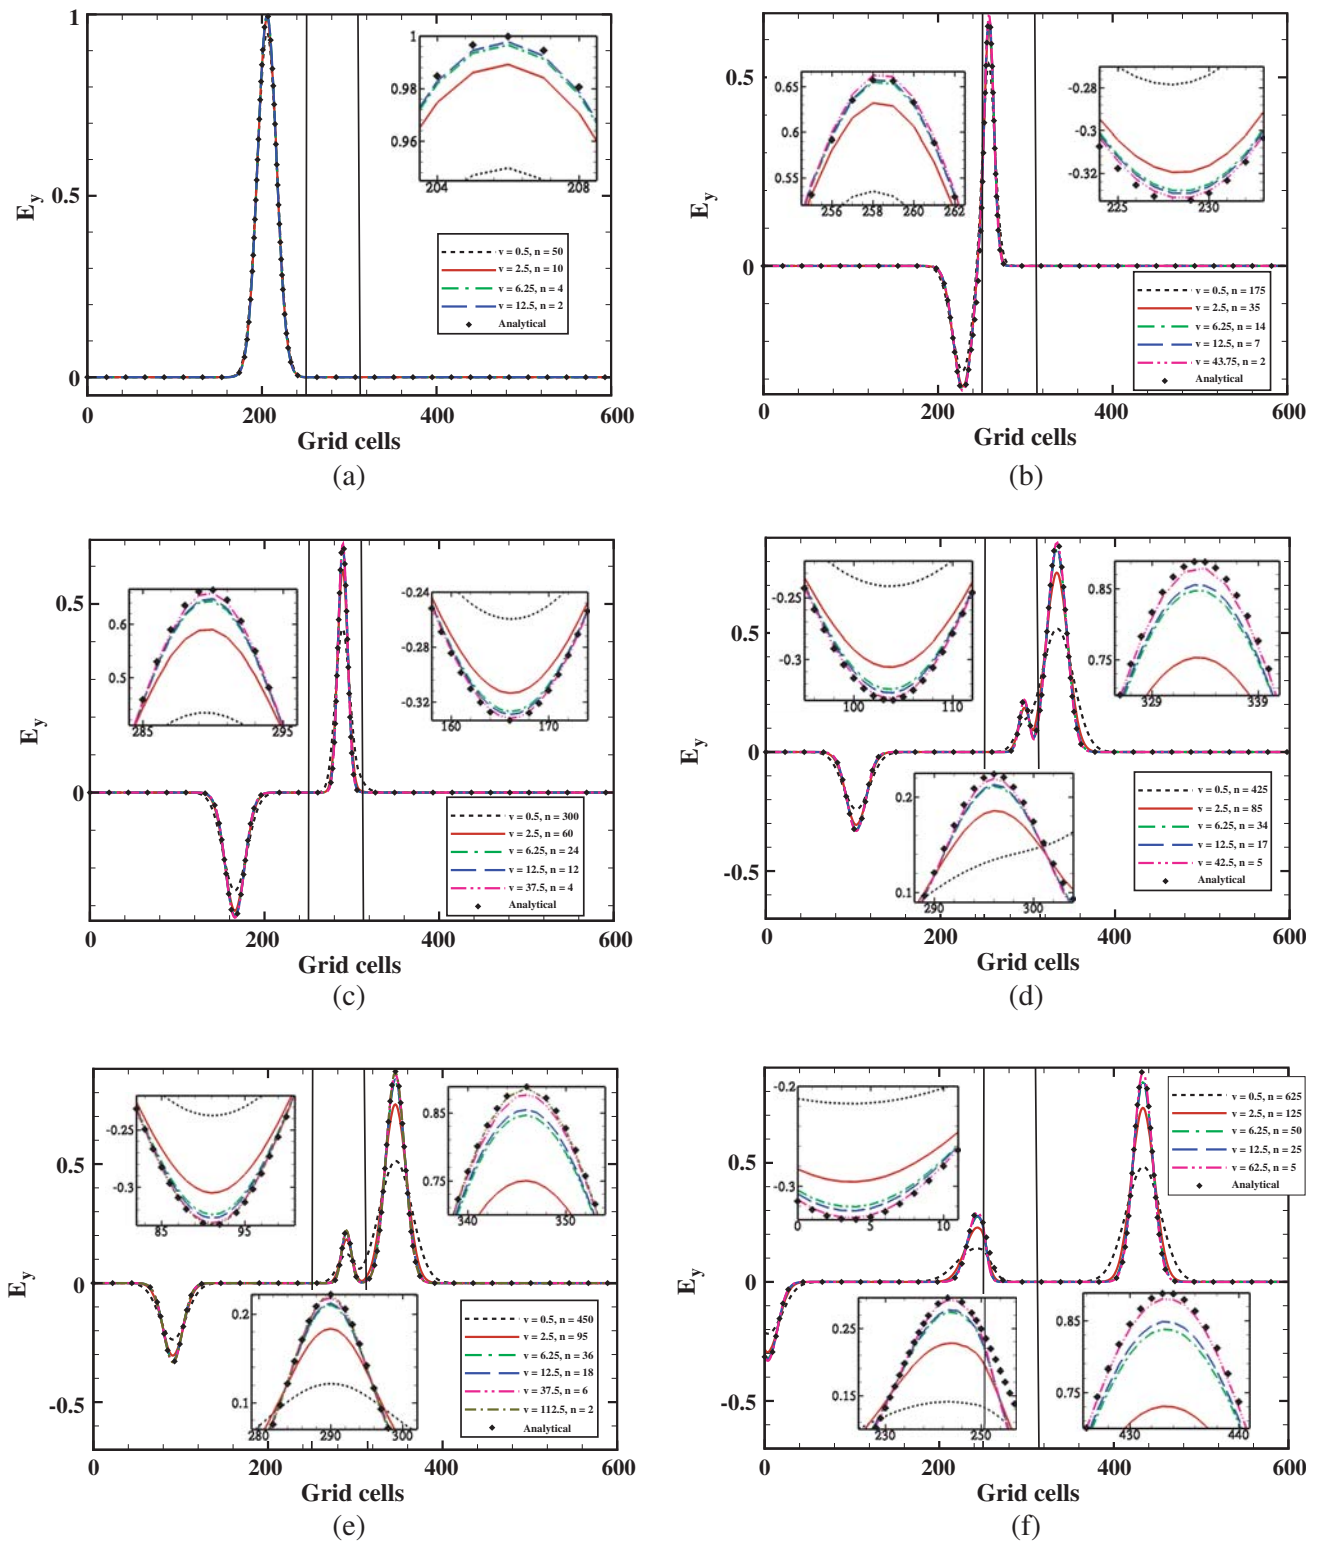 1
0.5
0
E_y
0 200 400 600
Grid cells
1
0.98
0.96
204 208
v = 0.5, n = 50
v = 2.5, n = 10
v = 6.25, n = 4
v = 12.5, n = 2
Analytical
(a)
0.5
0
E_y
0 200 400 600
Grid cells
0.65
0.6
0.55
256 258 260 262
-0.28
-0.3
-0.32
225 230
v = 0.5, n = 175
v = 2.5, n = 35
v = 6.25, n = 14
v = 12.5, n = 7
v = 43.75, n = 2
Analytical
(b)
0.5
0
E_y
0 200 400 600
Grid cells
0.6
0.5
285 295
-0.24
-0.28
-0.32
160 170
v = 0.5, n = 300
v = 2.5, n = 60
v = 6.25, n = 24
v = 12.5, n = 12
v = 37.5, n = 4
Analytical
(c)
0.5
0
-0.5
E_y
0 200 400 600
Grid cells
-0.25
-0.3
100 110
0.85
0.75
329 339
0.2
0.1
290 300
v = 0.5, n = 425
v = 2.5, n = 85
v = 6.25, n = 34
v = 12.5, n = 17
v = 42.5, n = 5
Analytical
(d)
0.5
0
-0.5
E_y
0 200 400 600
Grid cells
-0.25
-0.3
85 95
0.85
0.75
340 350
0.2
0.1
280 290 300
v = 0.5, n = 450
v = 2.5, n = 95
v = 6.25, n = 36
v = 12.5, n = 18
v = 37.5, n = 6
v = 112.5, n = 2
Analytical
(e)
0.5
0
-0.5
E_y
0 200 400 600
Grid cells
-0.2
-0.3
0 5 10
0.25
0.15
230 250
0.85
0.75
430 440
v = 0.5, n = 625
v = 2.5, n = 125
v = 6.25, n = 50
v = 12.5, n = 25
v = 62.5, n = 5
Analytical
(f)